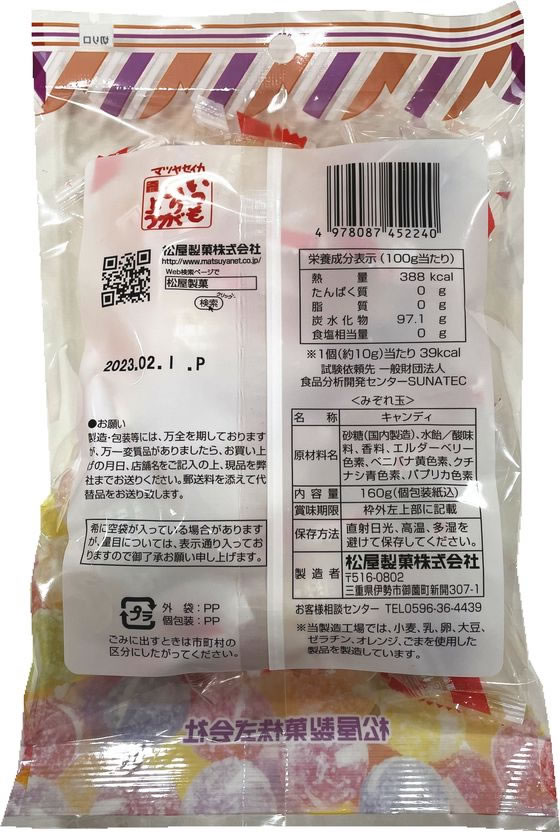 切り口
マツヤセイカ
いつも
ありがとう
松屋製菓株式会社
http://www.matsuyanet.co.jp/
Web検索ページで
松屋製菓
クリック
検索
2023.02.1 .P
●お願い
製造・包装等には、万全を期しております
が、万一変質品がありましたら、お買い上
げの月日、店舗名をご記入の上、現品を弊
社までお送りください。郵送料を添えて代
替品をお送り致します。
希に空袋が入っている場合があります
が、量目については、表示通り入ってお
りますので御了承お願い申し上げます。
プラ
外 袋：PP
個包装：PP
ごみに出すときは市町村の
区分にしたがってください。
4 978087 452240
栄養成分表示（100g当たり）
熱量 388 kcal
たんぱく質 0 g
脂質 0 g
炭水化物 97.1 g
食塩相当量 0 g
※1個(約10g)当たり 39kcal
試験依頼先 一般財団法人
食品分析開発センターSUNATEC
＜みぞれ玉＞
名称 キャンディ
原材料名 砂糖(国内製造)、水飴／酸味
料、香料、エルダーベリー
色素、ベニバナ黄色素、クチ
ナシ青色素、パプリカ色素
内容量 160g(個包装紙込)
賞味期限 枠外左上部に記載
保存方法 直射日光、高温、多湿を
避けて保存してください。
製造者 松屋製菓株式会社
〒516-0802
三重県伊勢市御薗町新開307-1
お客様相談センター TEL0596-36-4439
※当製造工場では、小麦、乳、卵、大豆、
ゼラチン、オレンジ、ごまを使用した
製品を製造しています。
松屋製菓株式会社